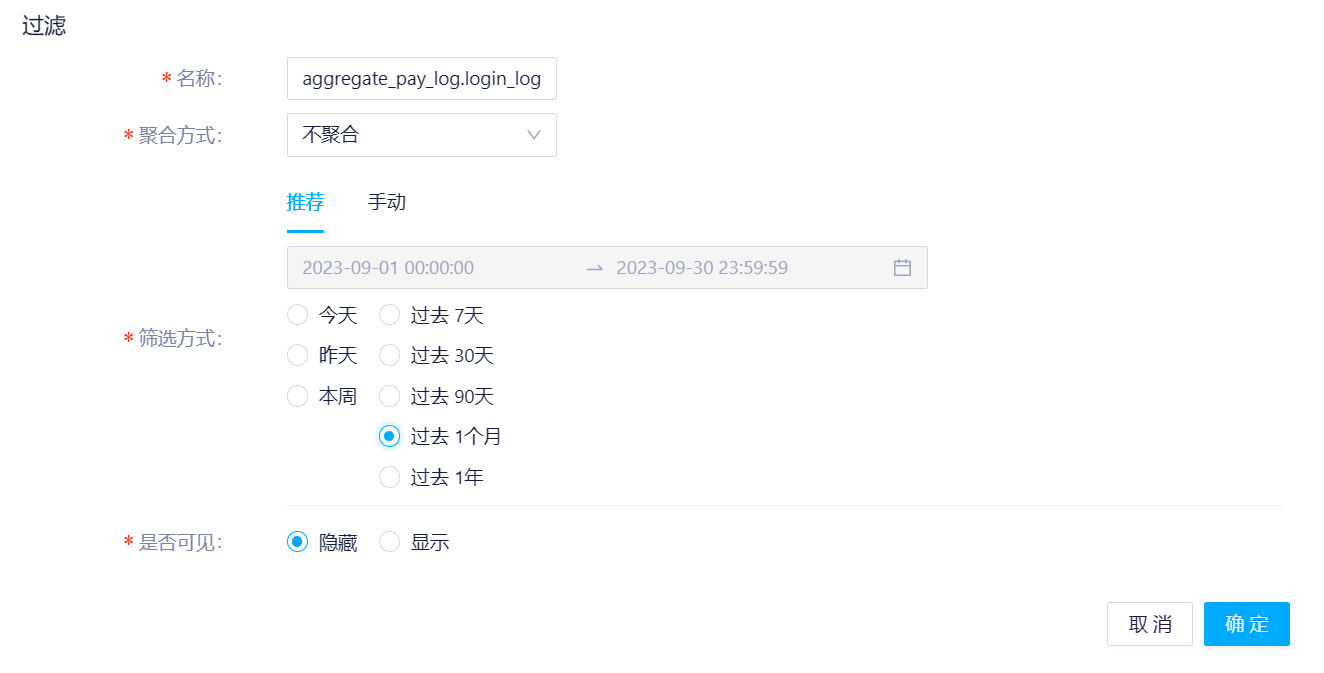 过滤
* 名称:
aggregate_pay_log.login_log
* 聚合方式:
不聚合
推荐 手动
2023-09-01 00:00:00 → 2023-09-30 23:59:59
* 筛选方式:
今天 过去 7天
昨天 过去 30天
本周 过去 90天
过去 1个月
过去 1年
* 是否可见:
隐藏 显示
取 消 确 定